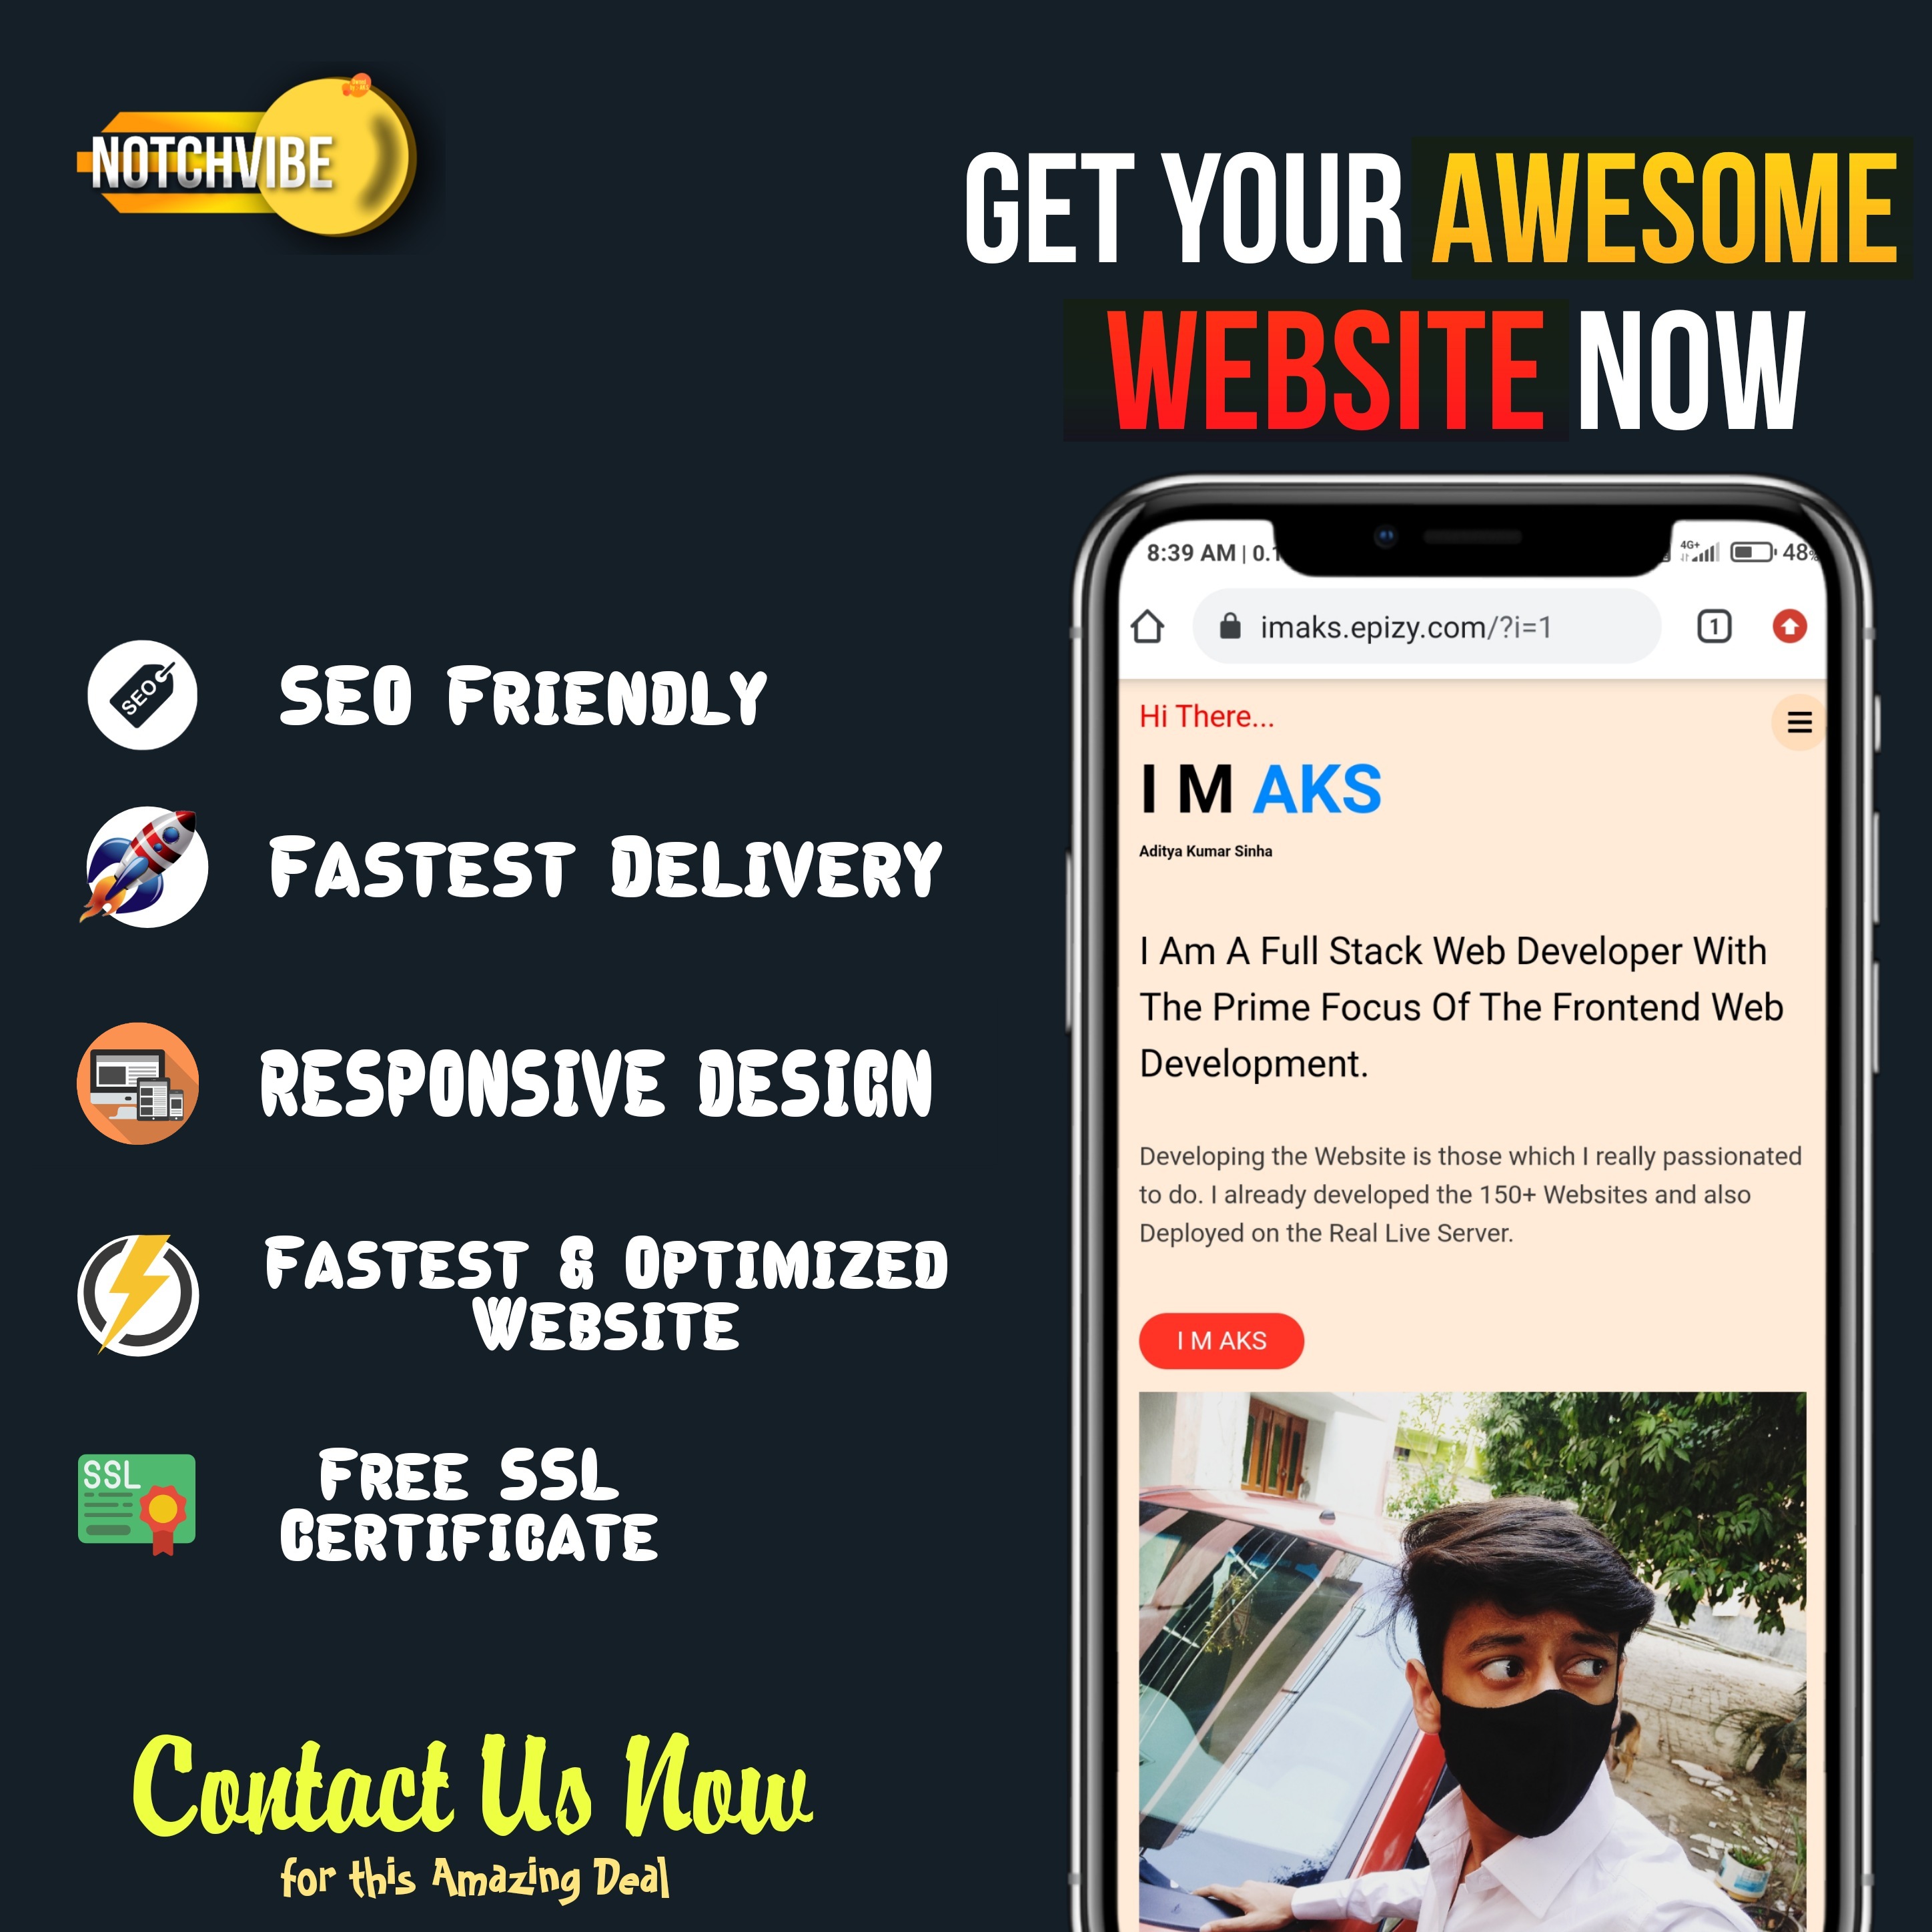 NOTCHVIBE
GET YOUR AWESOME
WEBSITE NOW
SEO
SEO FRIENDLY
FASTEST DELIVERY
RESPONSIVE DESIGN
FASTEST & OPTIMIZED
WEBSITE
SSL
FREE SSL
CERTIFICATE
Contact Us Now
for this Amazing Deal
8:39 AM | 0.1
4G+ 48%
imaks.epizy.com/?i=1
1
Hi There...
I M AKS
Aditya Kumar Sinha
I Am A Full Stack Web Developer With
The Prime Focus Of The Frontend Web
Development.
Developing the Website is those which I really passionated
to do. I already developed the 150+ Websites and also
Deployed on the Real Live Server.
I M AKS